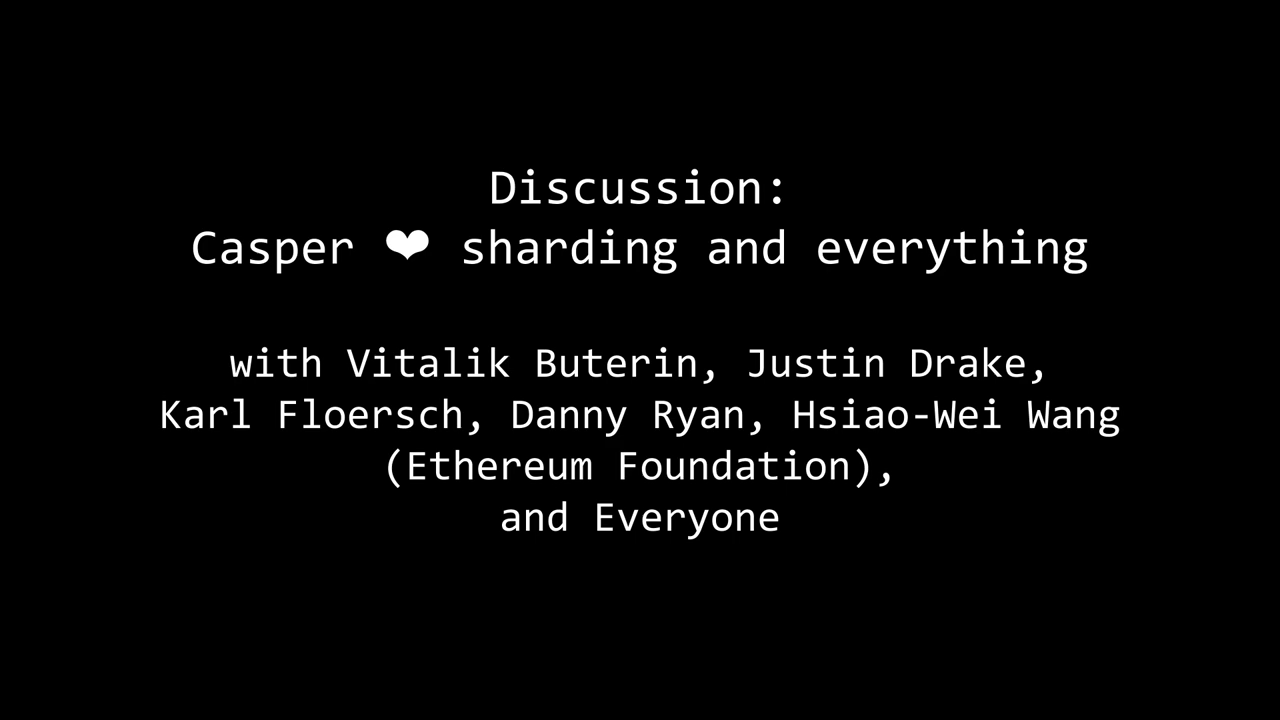 Discussion:
Casper ❤ sharding and everything
with Vitalik Buterin, Justin Drake,
Karl Floersch, Danny Ryan, Hsiao-Wei Wang
(Ethereum Foundation),
and Everyone